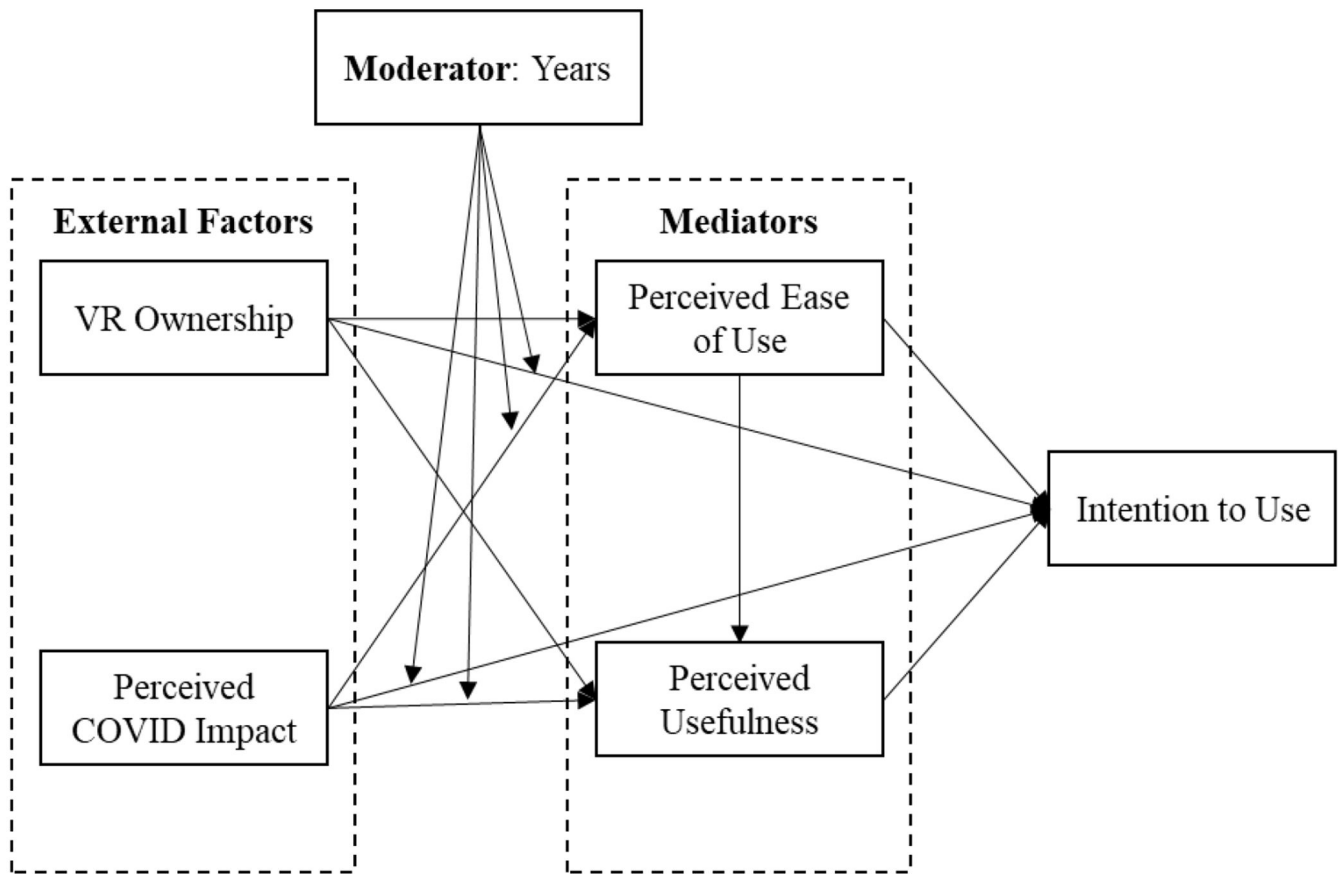 Moderator: Years
External Factors
VR Ownership
Perceived
COVID Impact
Mediators
Perceived Ease
of Use
Perceived
Usefulness
Intention to Use